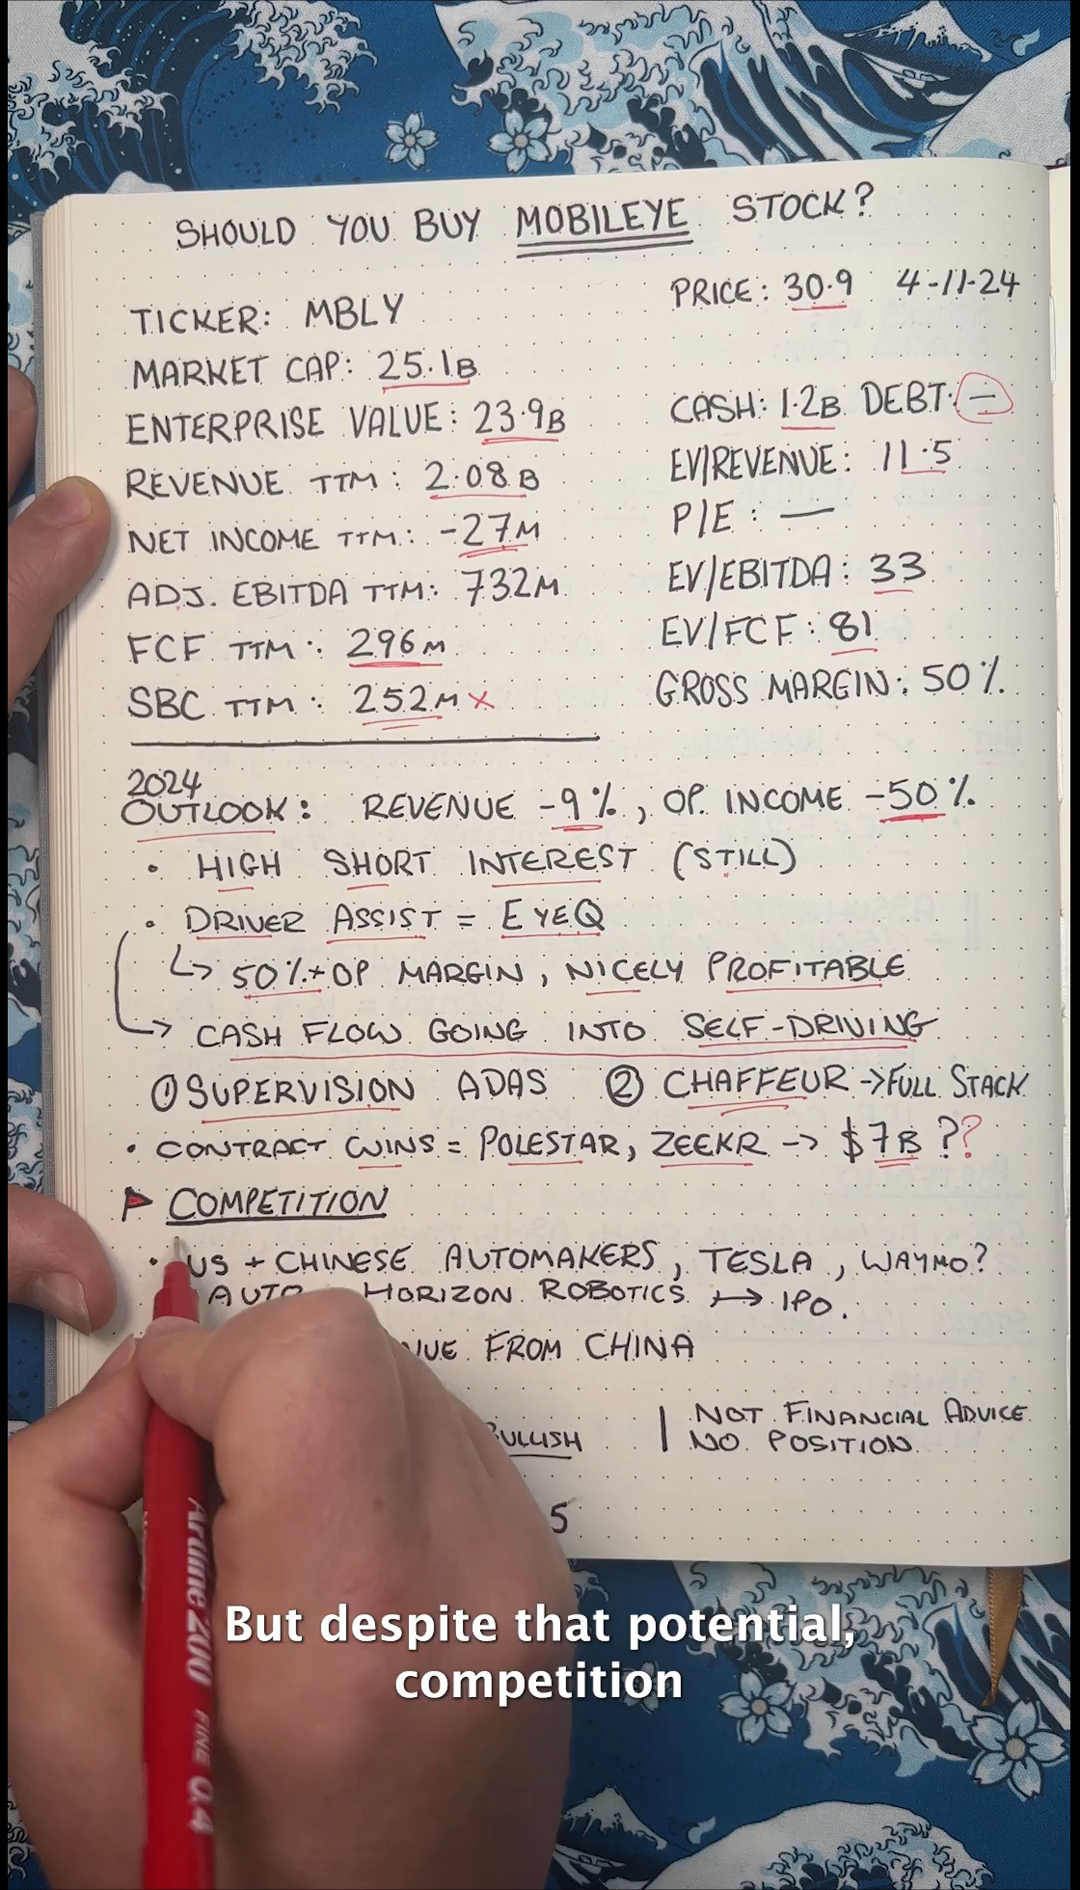 SHOULD YOU BUY MOBILEYE STOCK?
PRICE: 30.9 4-11-24
TICKER: MBLY
MARKET CAP: 25.1B
ENTERPRISE VALUE: 23.9B
CASH: 1.2B DEBT: —
REVENUE TTM: 2.08B
EV/REVENUE: 11.5
NET INCOME TTM: -27M
P/E: —
ADJ. EBITDA TTM: 732M
EV/EBITDA: 33
FCF TTM: 296M
EV/FCF: 81
SBC TTM: 252M x
GROSS MARGIN: 50%
2024
OUTLOOK: REVENUE -9%, OP. INCOME -50%
• HIGH SHORT INTEREST (STILL)
• DRIVER ASSIST = EYEQ
↳ 50%+ OP MARGIN, NICELY PROFITABLE
→ CASH FLOW GOING INTO SELF-DRIVING
① SUPERVISION ADAS ② CHAFFEUR → FULL STACK
• CONTRACT WINS = POLESTAR, ZEEKR → $7B ??
COMPETITION
• US + CHINESE AUTOMAKERS, TESLA, WAYMO?
HORIZON ROBOTICS ↦ IPO.
FROM CHINA
BULLISH
NOT FINANCIAL ADVICE
NO POSITION
5
But despite that potential,
competition
Artline 200 FINE 0.4